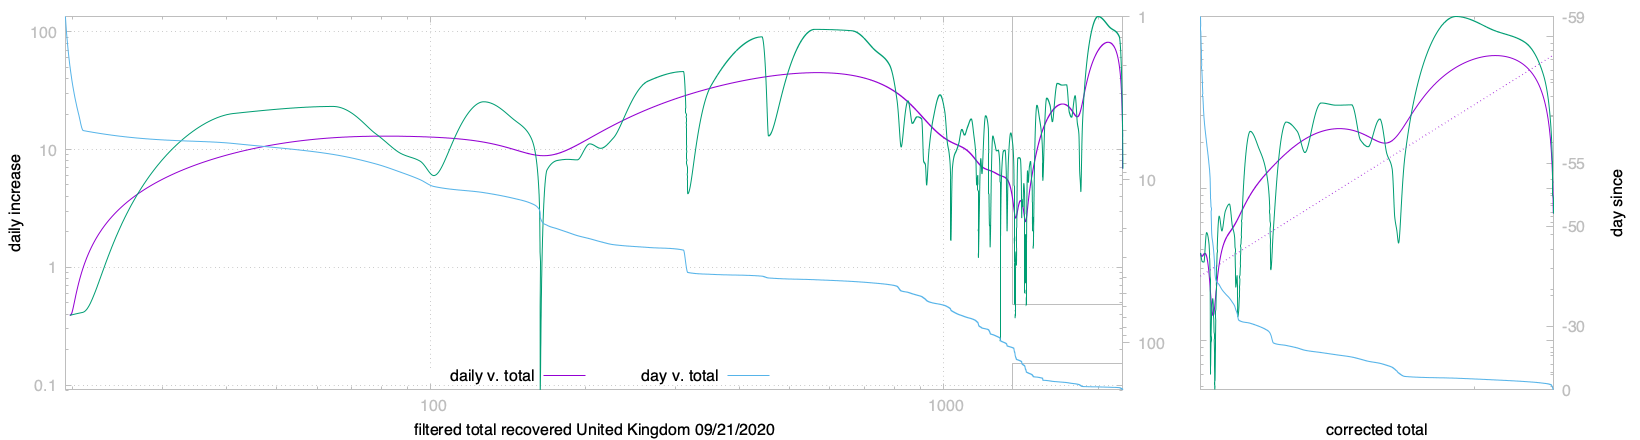 100
10
1
0.1
daily increase
1
10
100
daily v. total
day v. total
100
1000
filtered total recovered United Kingdom 09/21/2020
-59
-55
-50
-30
0
day since
corrected total